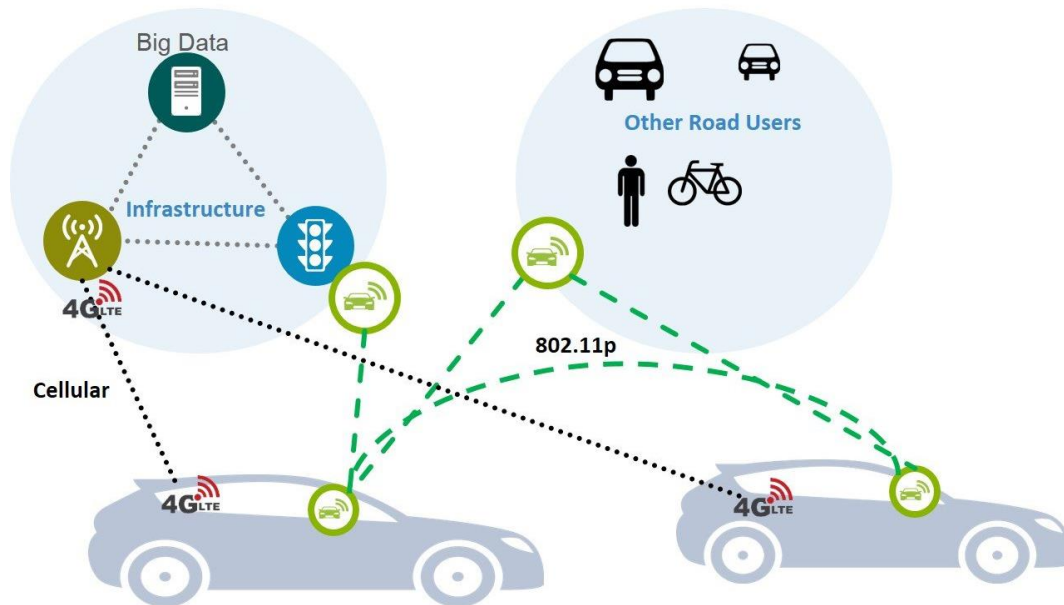 Big Data
Other Road Users
Infrastructure
4G LTE
802.11p
Cellular
4G LTE
4G LTE